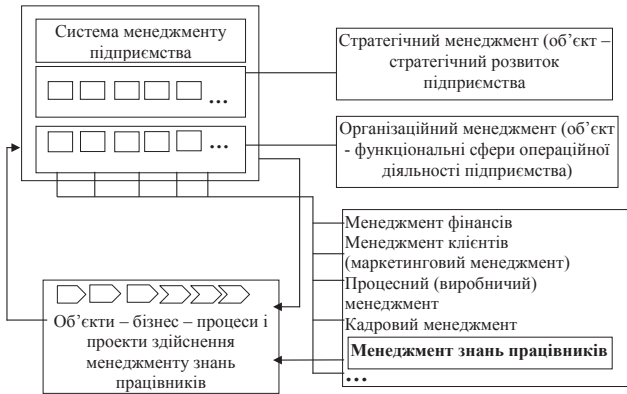 Система менеджменту
підприємства
...
...
Стратегічний менеджмент (об’єкт –
стратегічний розвиток
підприємства
Організаційний менеджмент (об’єкт
- функціональні сфери операційної
діяльності підприємства)
Менеджмент фінансів
Менеджмент клієнтів
(маркетинговий менеджмент)
Процесний (виробничий)
менеджмент
Кадровий менеджмент
Менеджмент знань працівників
...
Об’єкти – бізнес – процеси і
проекти здійснення
менеджменту знань
працівників